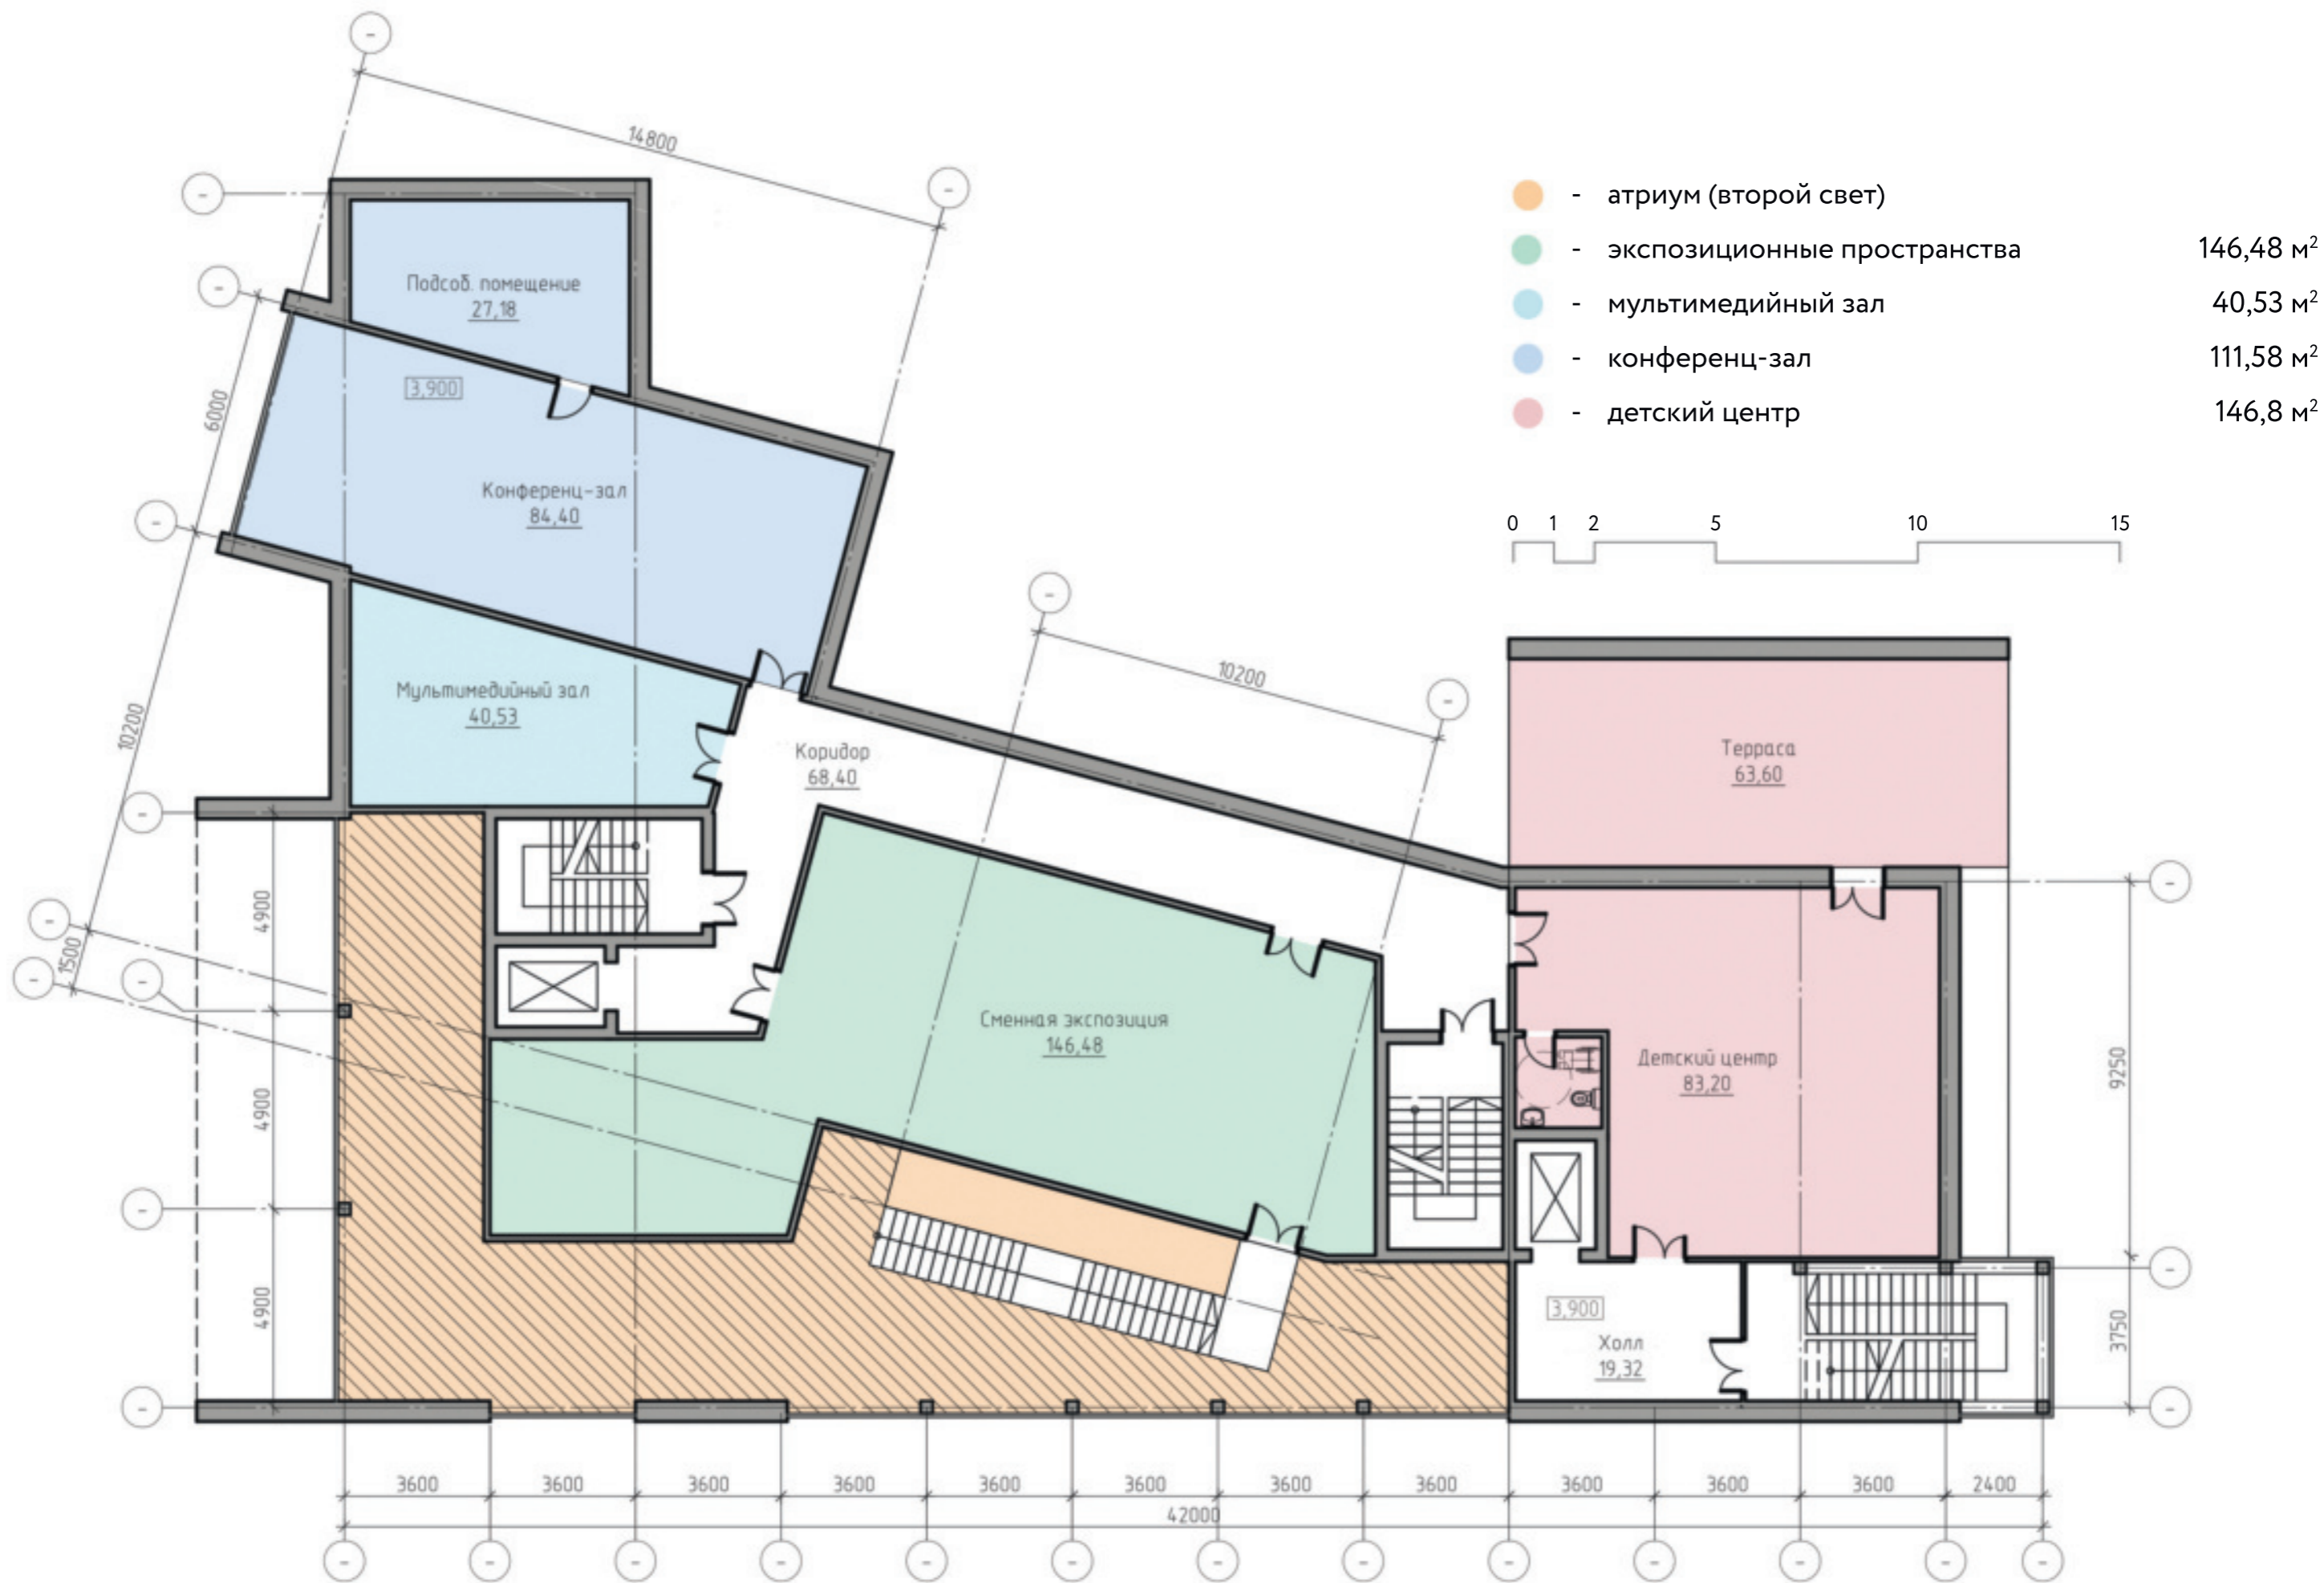 14800
- атриум (второй свет)
- экспозиционные пространства 146,48 м²
- мультимедийный зал 40,53 м²
- конференц-зал 111,58 м²
- детский центр 146,8 м²
0 1 2 5 10 15
Подсоб. помещение
27,18
3,900
6000
Конференц-зал
84,40
10200
Мультимедийный зал
40,53
Коридор
68,40
10200
Терраса
63,60
4900
1500
4900
4900
Сменная экспозиция
146,48
Детский центр
83,20
9250
3,900
Холл
19,32
3750
3600 3600 3600 3600 3600 3600 3600 3600 3600 3600 3600 2400
42000